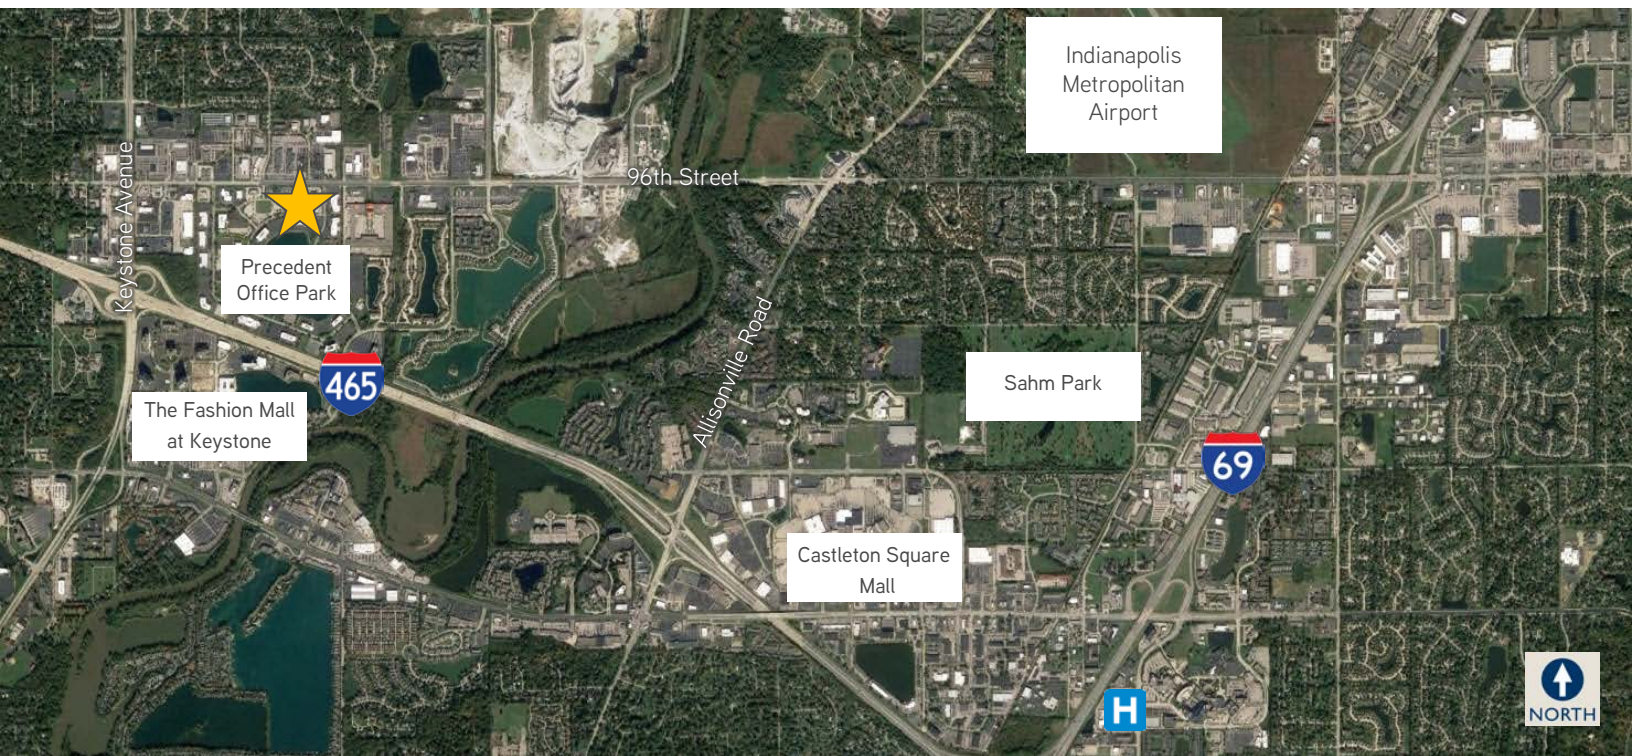 Indianapolis
Metropolitan
Airport
96th Street
Keystone Avenue
Precedent
Office Park
Allisonville Road
465
Sahm Park
The Fashion Mall
at Keystone
69
Castleton Square
Mall
H
NORTH